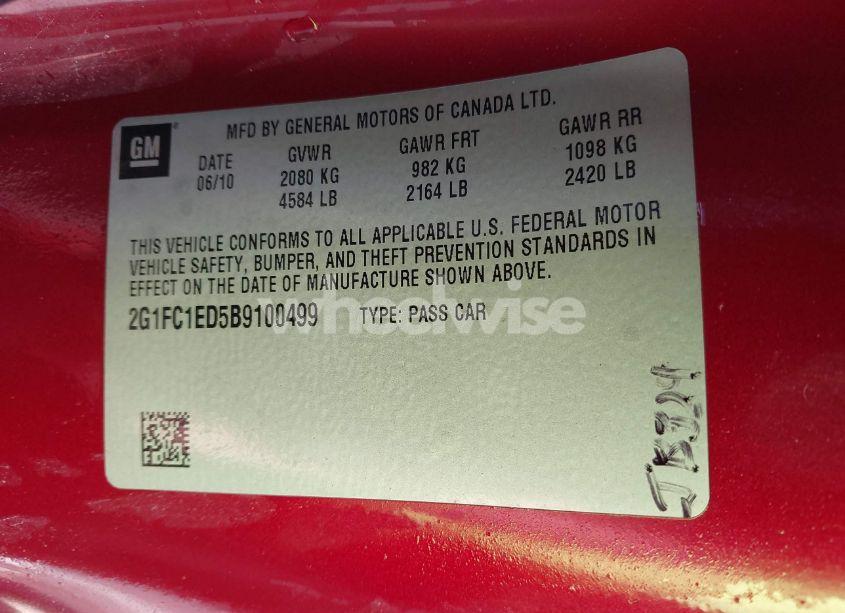 GM
MFD BY GENERAL MOTORS OF CANADA LTD.
DATE GVWR GAWR FRT GAWR RR
06/10 2080 KG 982 KG 1098 KG
4584 LB 2164 LB 2420 LB
THIS VEHICLE CONFORMS TO ALL APPLICABLE U.S. FEDERAL MOTOR
VEHICLE SAFETY, BUMPER, AND THEFT PREVENTION STANDARDS IN
EFFECT ON THE DATE OF MANUFACTURE SHOWN ABOVE.
2G1FC1ED5B9100499 TYPE: PASS CAR
wheelwise